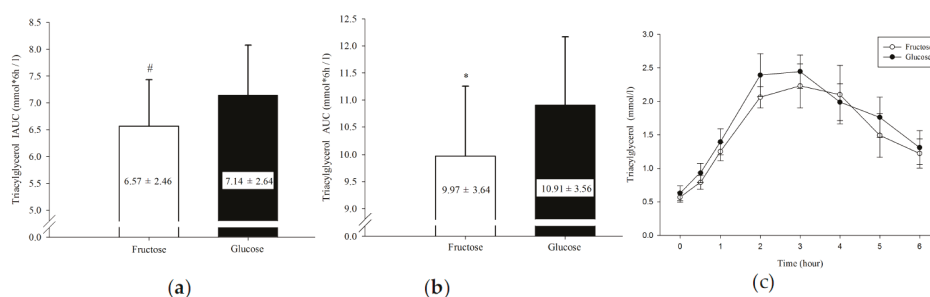 Triacylglycerol IAUC (mmol*6h /1)
8.5
8.0
7.5
7.0
6.5
6.0
5.5
5.0
0.0
#
6.57 ± 2.46
7.14 ± 2.64
Fructose
Glucose
(a)
Triacylglycerol AUC (mmol*6h /1)
13.0
12.5
12.0
11.5
11.0
10.5
10.0
9.5
9.0
0.0
*
9.97 ± 3.64
10.91 ± 3.56
Fructose
Glucose
(b)
Triacylglycerol (mmol/l)
3.0
2.5
2.0
1.5
1.0
0.5
0.0
Fructose
Glucose
0
1
2
3
4
5
6
Time (hour)
(c)